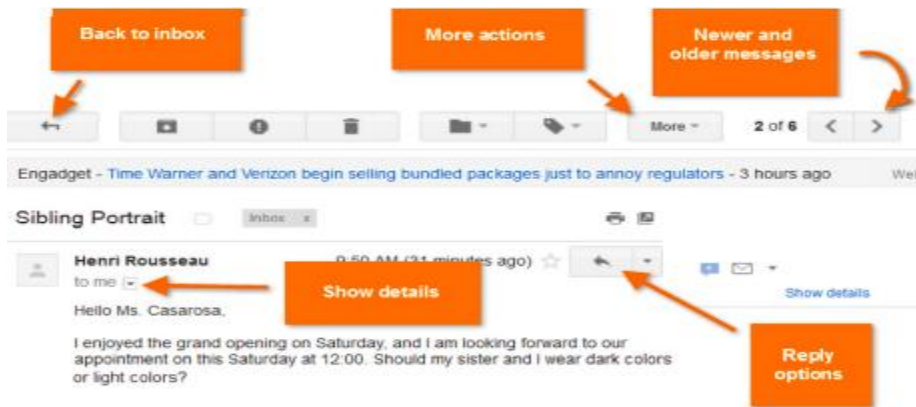 Back to inbox
More actions
Newer and
older messages
More
2 of 6
Engadget - Time Warner and Verizon begin selling bundled packages just to annoy regulators - 3 hours ago
Sibling Portrait
Inbox x
Henri Rousseau
9:50 AM (31 minutes ago)
to me
Show details
Show details
Hello Ms. Casarosa,
I enjoyed the grand opening on Saturday, and I am looking forward to our
appointment on this Saturday at 12:00. Should my sister and I wear dark colors
or light colors?
Reply
options